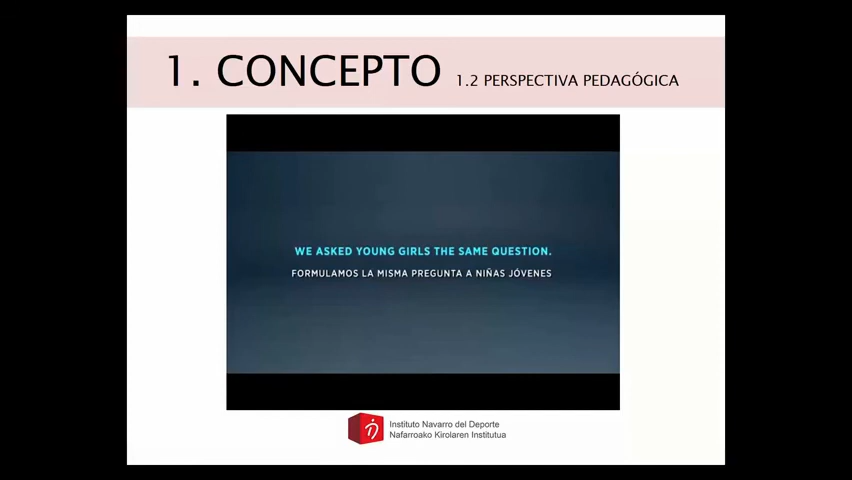 1. CONCEPTO 1.2 PERSPECTIVA PEDAGÓGICA
WE ASKED YOUNG GIRLS THE SAME QUESTION.
FORMULAMOS LA MISMA PREGUNTA A NIÑAS JÓVENES
Instituto Navarro del Deporte
Nafarroako Kirolaren Institutua